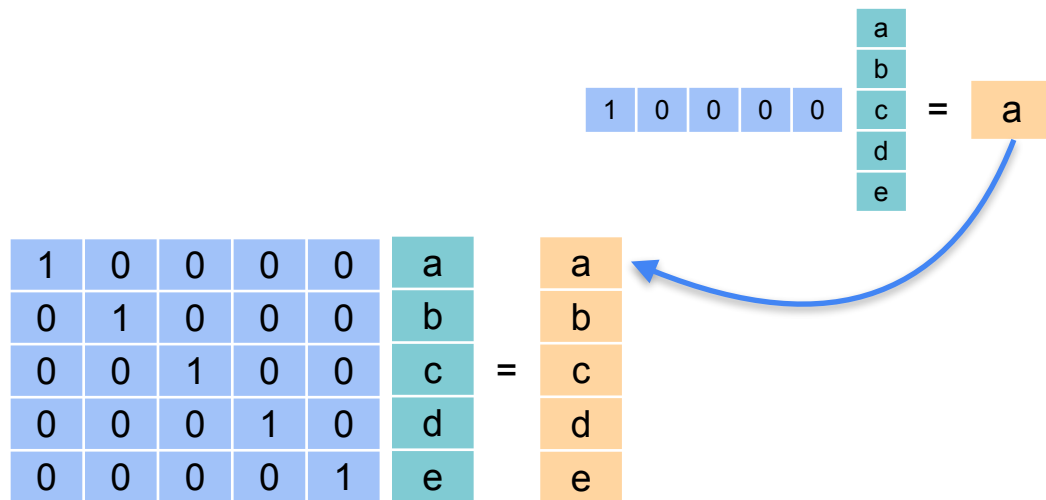 a
b
1 0 0 0 0 c = a
d
e
1 0 0 0 0 a a
0 1 0 0 0 b b
0 0 1 0 0 c = c
0 0 0 1 0 d d
0 0 0 0 1 e e